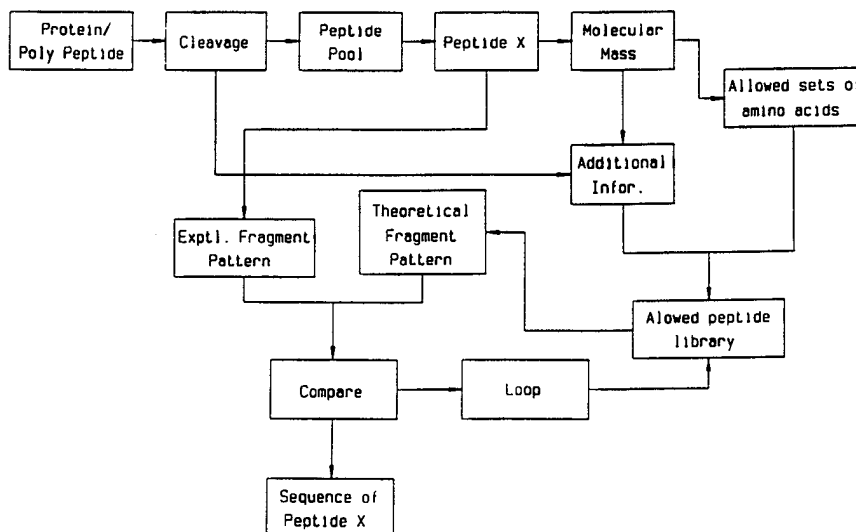 Protein/
Poly Peptide
Cleavage
Peptide
Pool
Peptide X
Molecular
Mass
Allowed sets of
amino acids
Additional
Infor.
Theoretical
Fragment
Pattern
Exptl. Fragment
Pattern
Alowed peptide
library
Compare
Loop
Sequence of
Peptide X